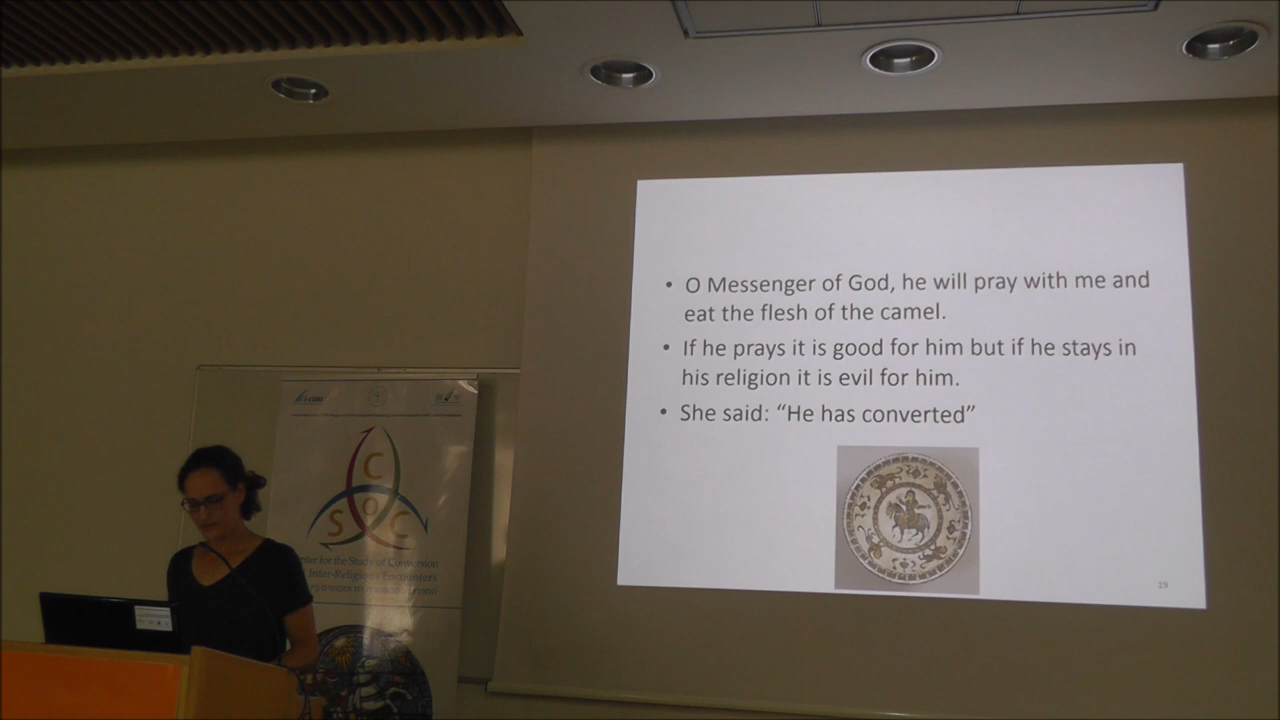 • O Messenger of God, he will pray with me and
eat the flesh of the camel.
• If he prays it is good for him but if he stays in
his religion it is evil for him.
• She said: “He has converted”
19
C
O
S C
nter for the Study of Conversion
Inter-Religious Encounters